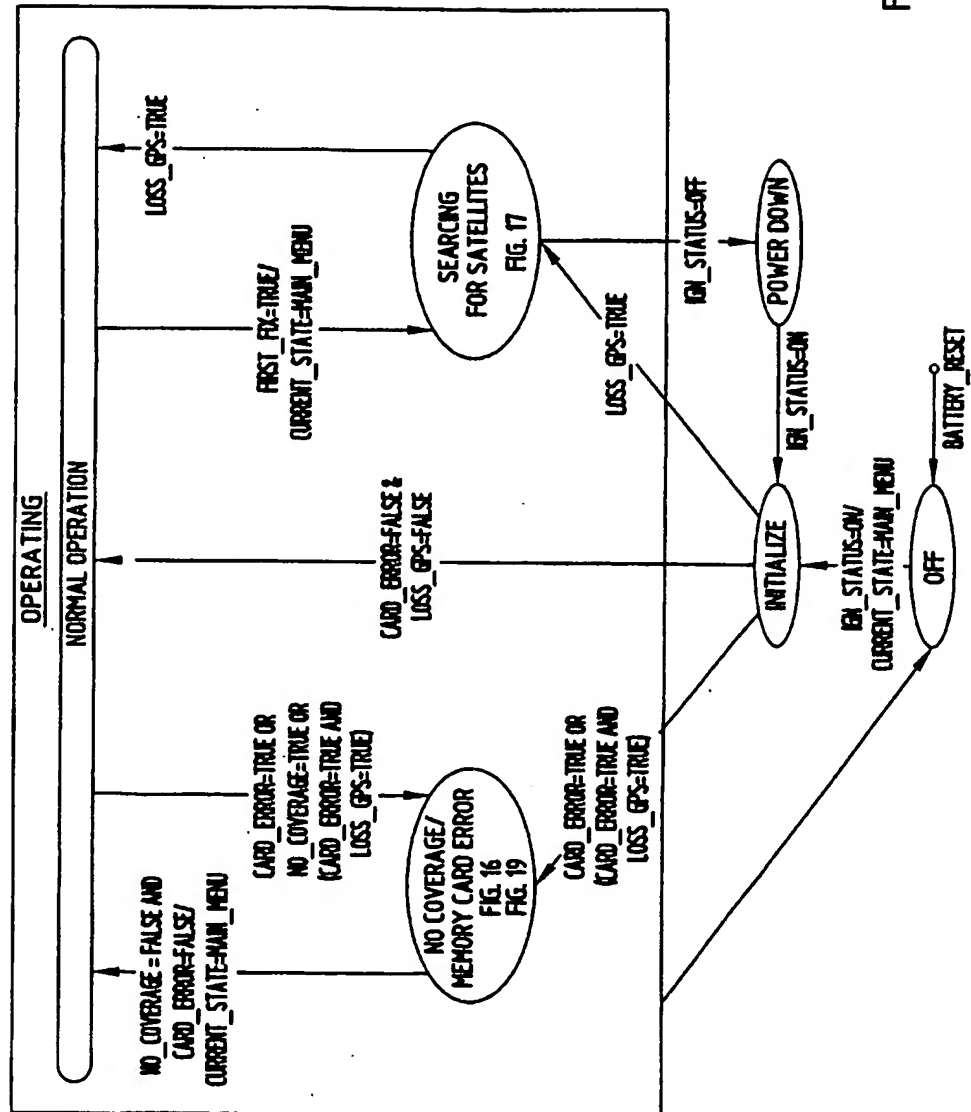 OPERATING
NORMAL OPERATION
NO_COVERAGE = FALSE AND
CARD_ERROR=FALSE/
CURRENT_STATE=MAIN_MENU
CARD_ERROR=TRUE OR
NO_COVERAGE=TRUE OR
(CARD_ERROR=TRUE AND
LOSS_GPS=TRUE)
CARD_ERROR=FALSE &
LOSS_GPS=FALSE
FIRST_FIX=TRUE/
CURRENT_STATE=MAIN_MENU
LOSS_GPS=TRUE
NO COVERAGE/
MEMORY CARD ERROR
FIG. 16
FIG. 19
SEARCING
FOR SATELLITES
FIG. 17
CARD_ERROR=TRUE OR
(CARD_ERROR=TRUE AND
LOSS_GPS=TRUE)
LOSS_GPS=TRUE
IGN_STATUS=OFF
INITIALIZE
IGN_STATUS=ON
POWER DOWN
IGN_STATUS=ON/
CURRENT_STATE=MAIN_MENU
OFF
BATTERY_RESET
F